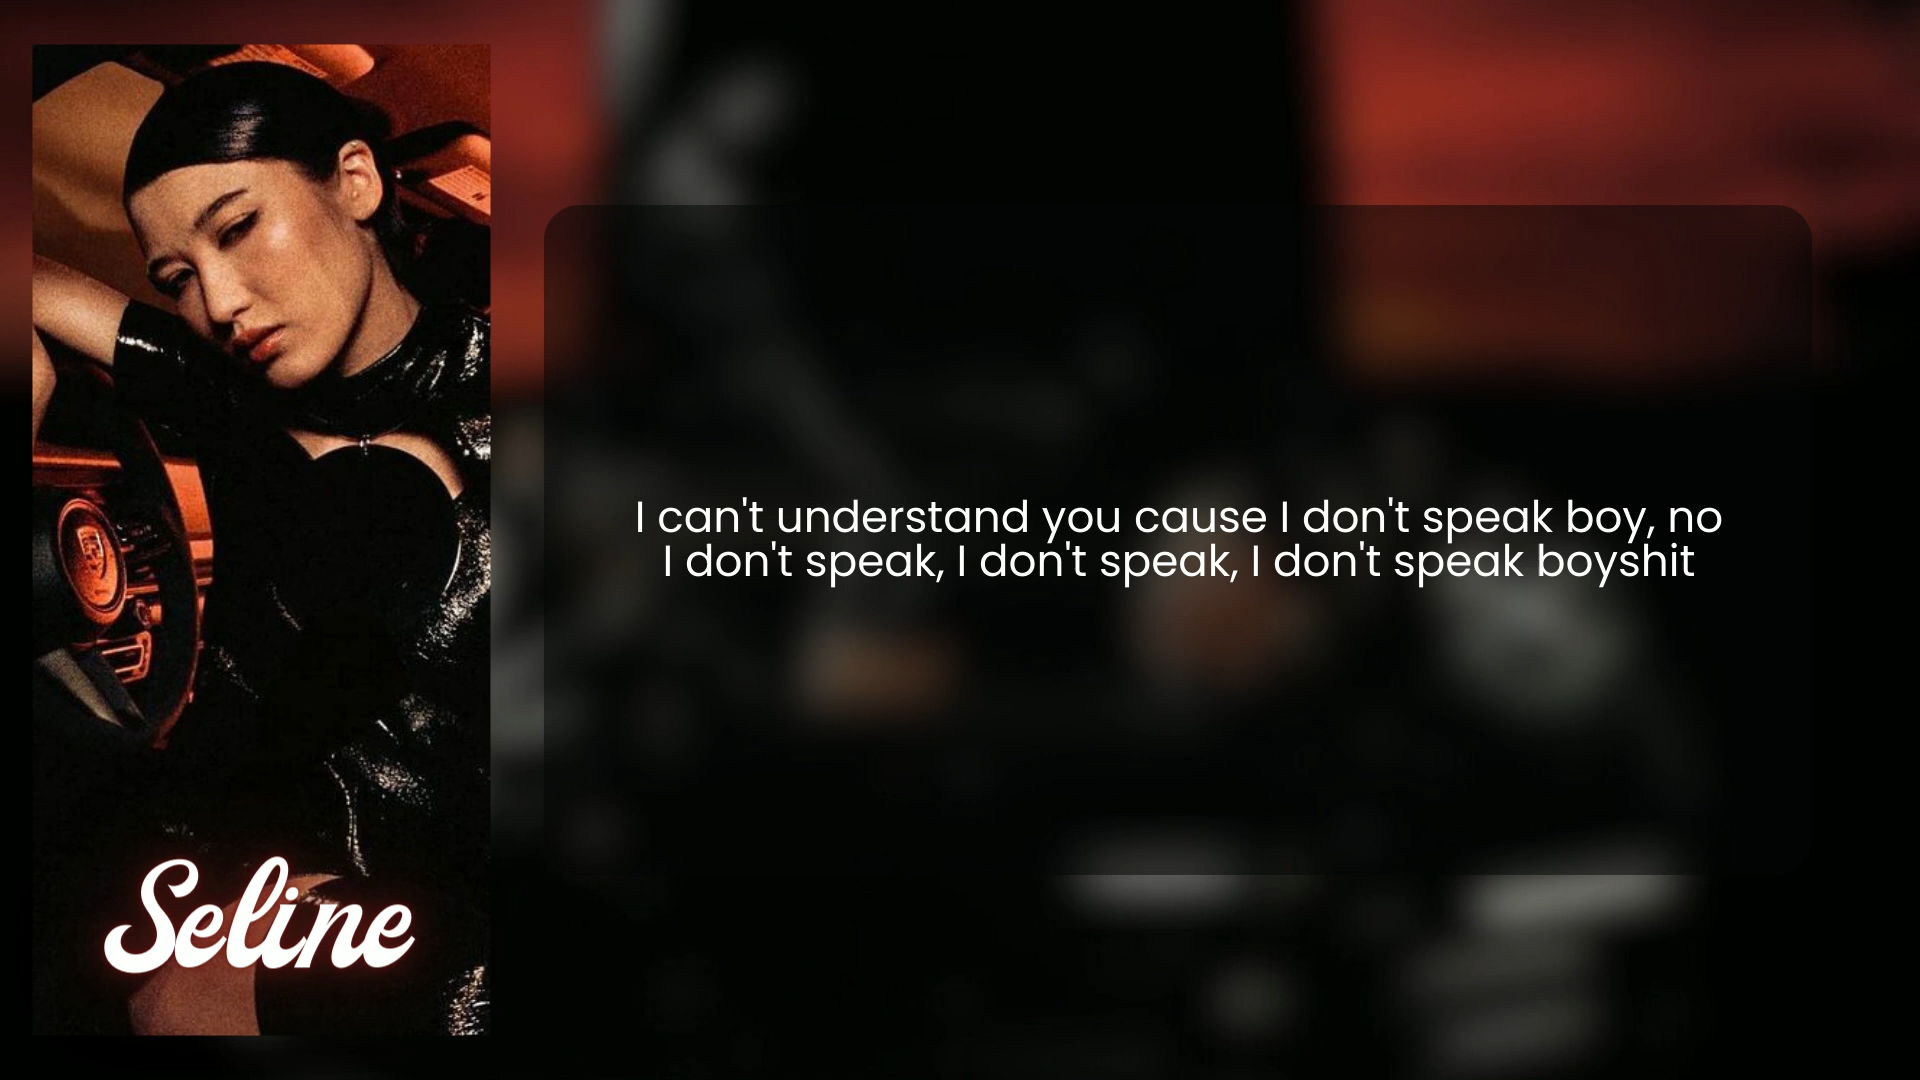 I can't understand you cause I don't speak boy, no
I don't speak, I don't speak, I don't speak boyshit
Seline